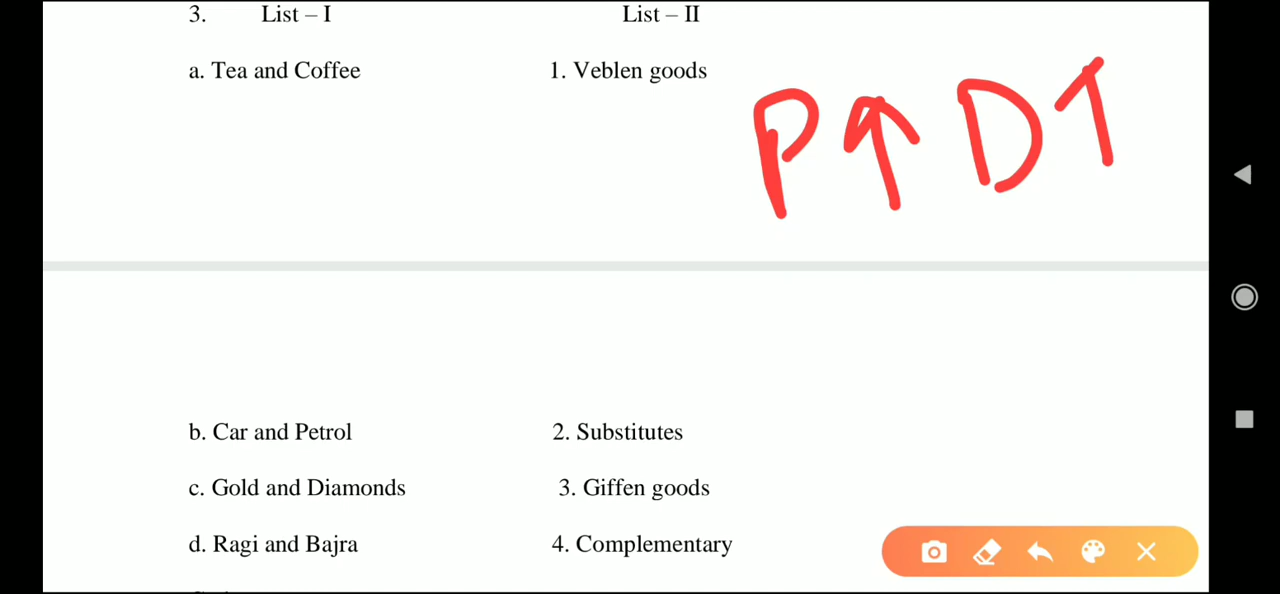 3. List – I List – II
a. Tea and Coffee 1. Veblen goods
P↑ D↑
b. Car and Petrol 2. Substitutes
c. Gold and Diamonds 3. Giffen goods
d. Ragi and Bajra 4. Complementary